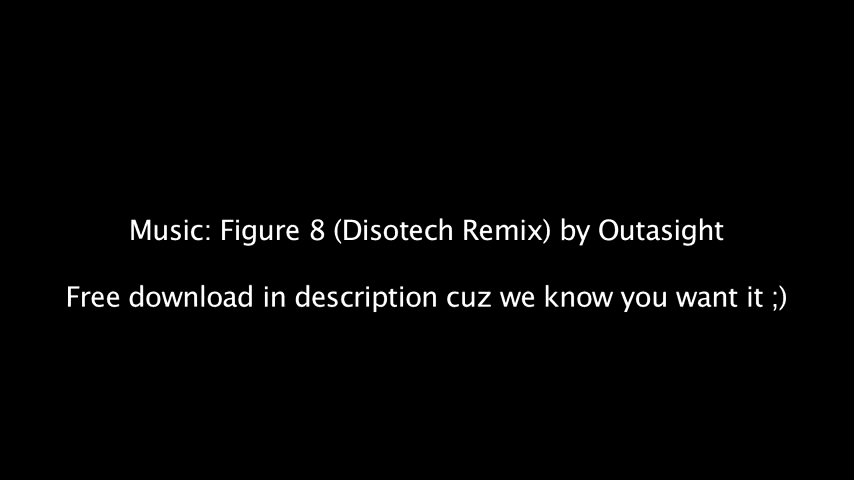 Music: Figure 8 (Disotech Remix) by Outasight
Free download in description cuz we know you want it ;)